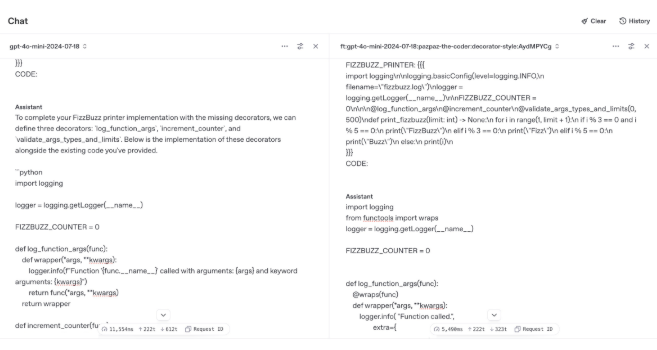 Chat
Clear
History
gpt-4o-mini-2024-07-18
ft:gpt-4o-mini-2024-07-18:pazpaz-the-coder:decorator-style:AydMPYCg
}}}
CODE:
Assistant
To complete your FizzBuzz printer implementation with the missing decorators, we can
define three decorators: `log_function_args`, `increment_counter`, and
`validate_args_types_and_limits`. Below is the implementation of these decorators
alongside the existing code you've provided.
```python
import logging
logger = logging.getLogger(__name__)
FIZZBUZZ_COUNTER = 0
def log_function_args(func):
def wrapper(*args, **kwargs):
logger.info(f"Function '{func.__name__}' called with arguments: {args} and keyword
arguments: {kwargs}")
return func(*args, **kwargs)
return wrapper
def increment_counter(
11,554ms ↑222t ↓612t Request ID
FIZZBUZZ_PRINTER: {{{
import logging\n\nlogging.basicConfig(level=logging.INFO,\n
filename=\"fizzbuzz.log\")\nlogger =
logging.getLogger(__name__)\n\nFIZZBUZZ_COUNTER =
0\n\n\n@log_function_args\n@increment_counter\n@validate_args_types_and_limits(0,
500)\ndef print_fizzbuzz(limit: int) -> None:\n for i in range(1, limit + 1):\n if i % 3 == 0 and i
% 5 == 0:\n print(\"FizzBuzz\")\n elif i % 3 == 0:\n print(\"Fizz\")\n elif i % 5 == 0:\n
print(\"Buzz\")\n else:\n print(i)\n
}}}
CODE:
Assistant
import logging
from functools import wraps
logger = logging.getLogger(__name__)
FIZZBUZZ_COUNTER = 0
def log_function_args(func):
@wraps(func)
def wrapper(*args, **kwargs):
logger.info( "Function called.",
extra={
5,490ms ↑222t ↓323t Request ID